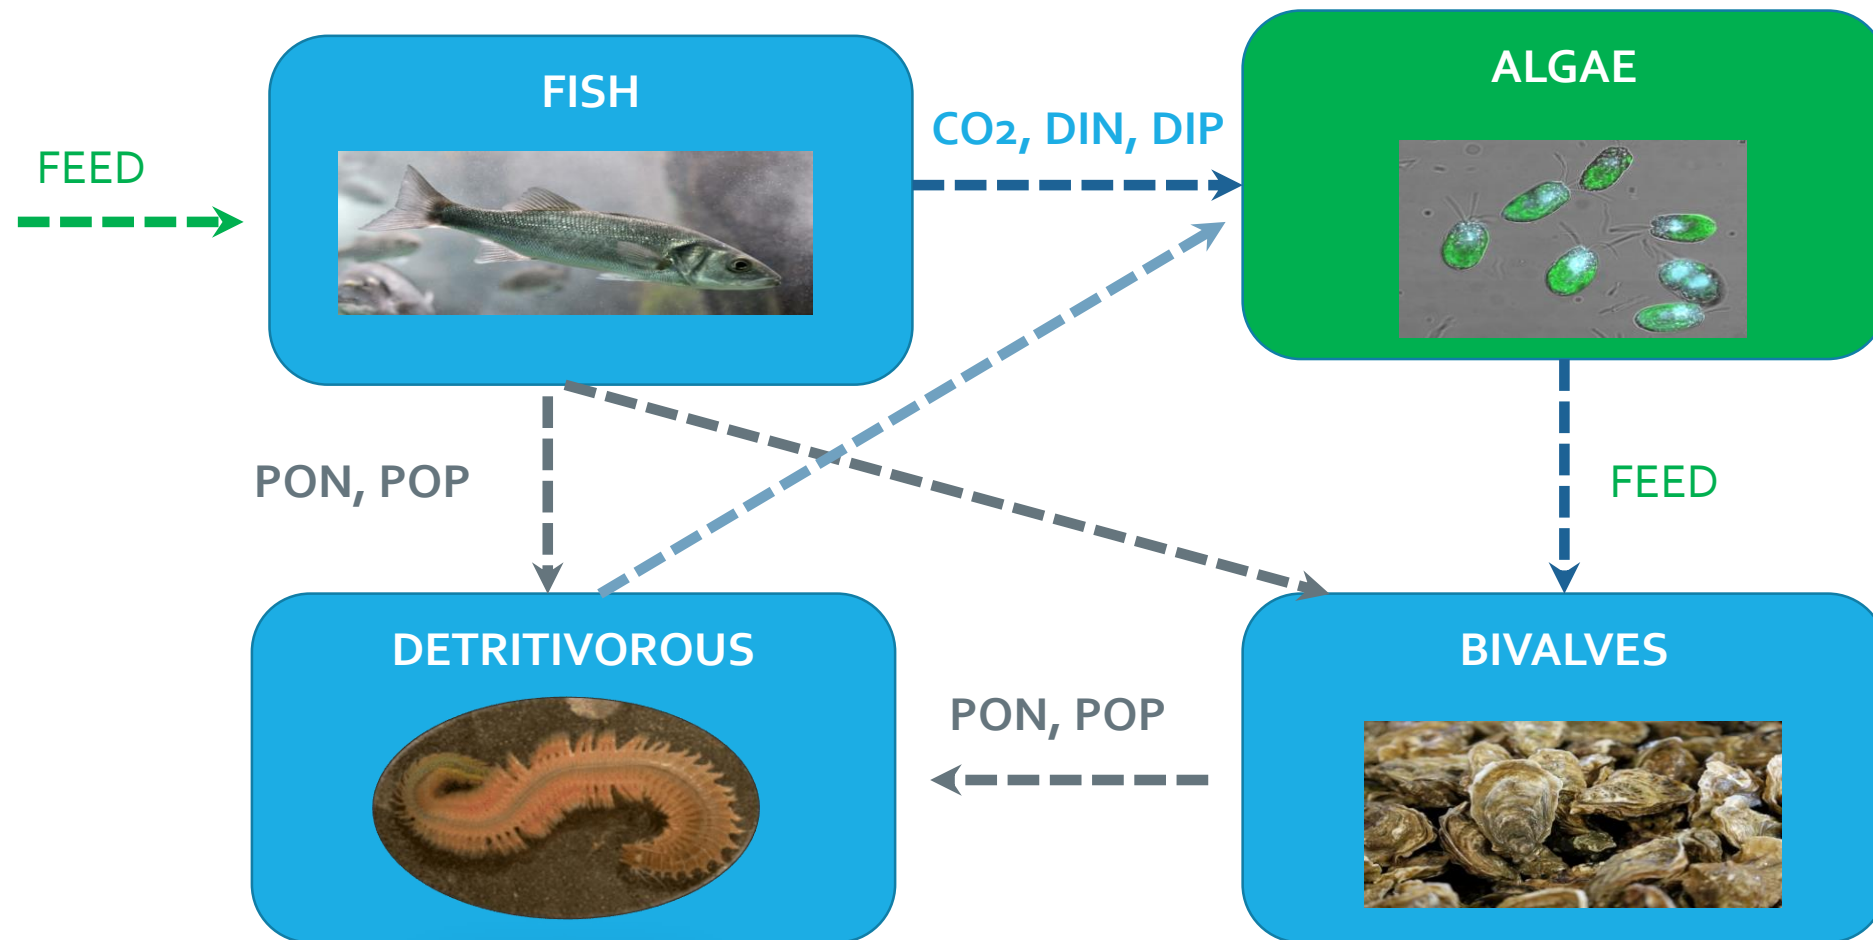 FISH
ALGAE
FEED
CO2, DIN, DIP
PON, POP
FEED
DETRITIVOROUS
BIVALVES
PON, POP